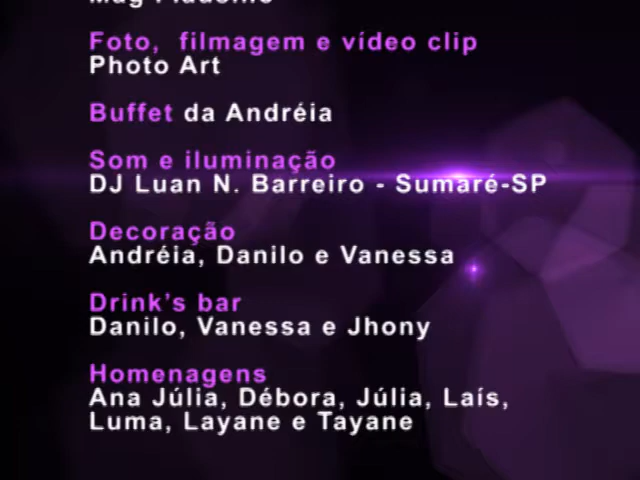 Foto, filmagem e vídeo clip
Photo Art
Buffet da Andréia
Som e iluminação
DJ Luan N. Barreiro - Sumaré-SP
Decoração
Andréia, Danilo e Vanessa
Drink's bar
Danilo, Vanessa e Jhony
Homenagens
Ana Júlia, Débora, Júlia, Laís,
Luma, Layane e Tayane